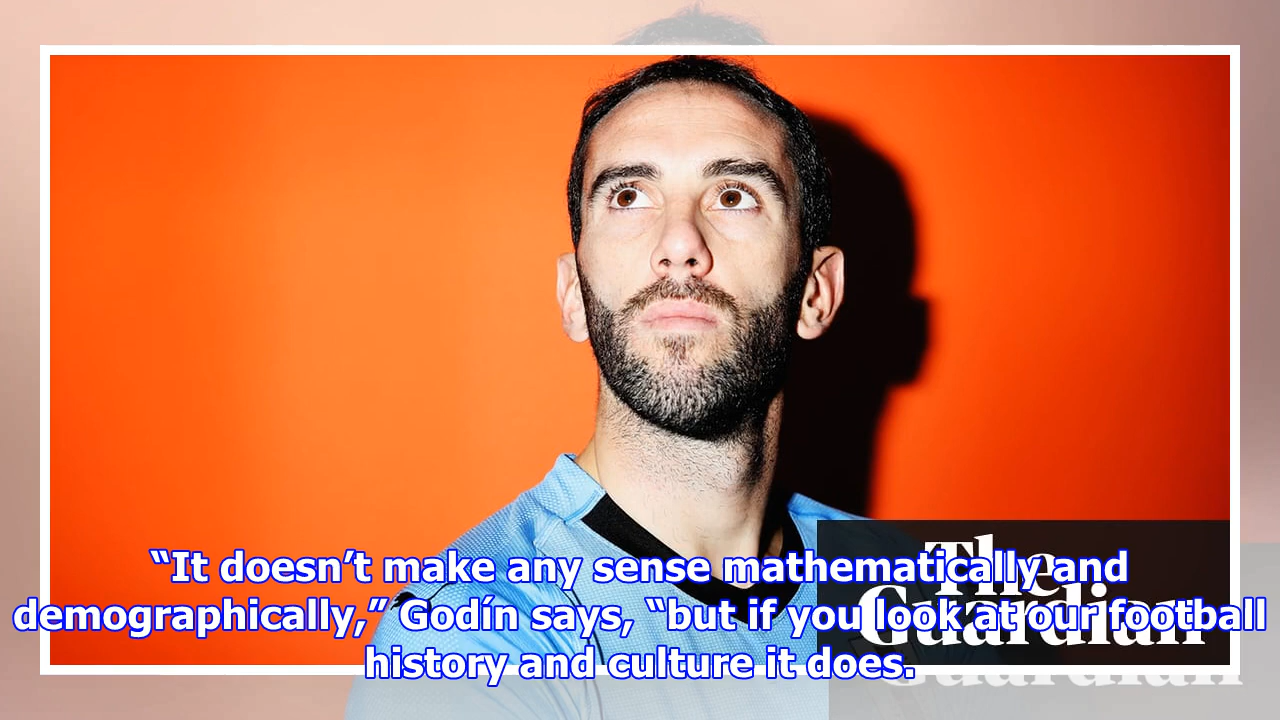 The
Guardian
“It doesn’t make any sense mathematically and
demographically,” Godín says, “but if you look at our football
history and culture it does.
Guardian